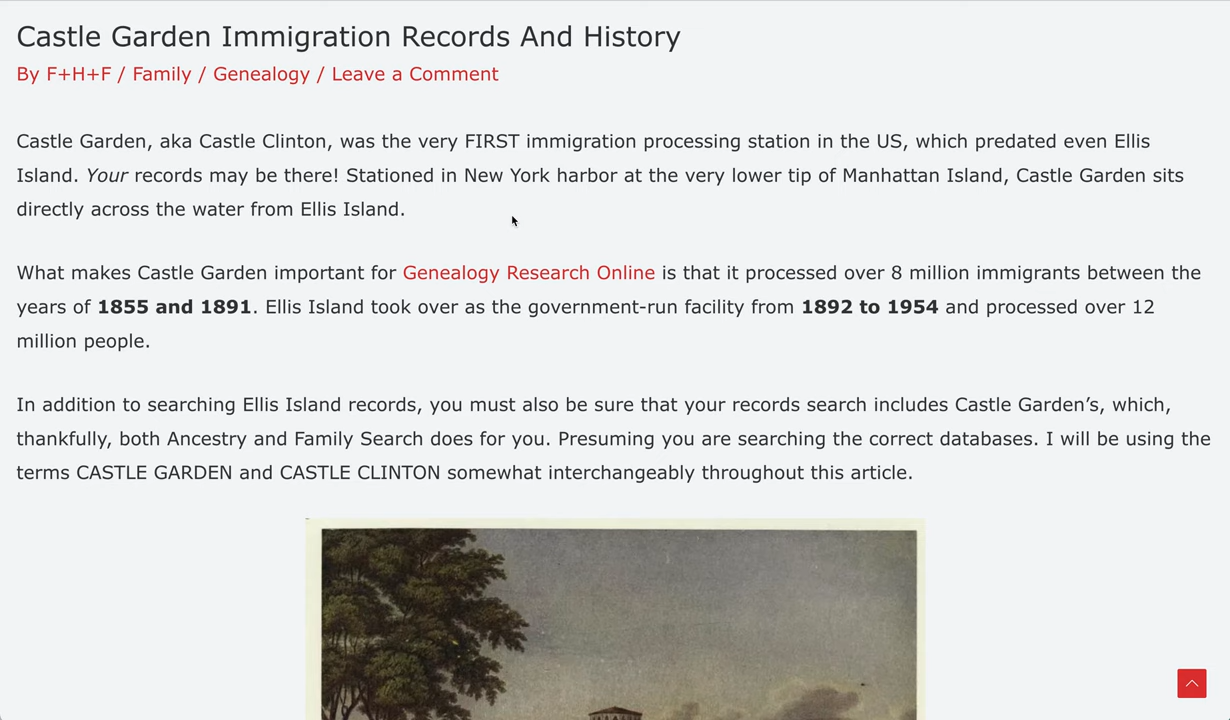 Castle Garden Immigration Records And History
By F+H+F / Family / Genealogy / Leave a Comment
Castle Garden, aka Castle Clinton, was the very FIRST immigration processing station in the US, which predated even Ellis
Island. Your records may be there! Stationed in New York harbor at the very lower tip of Manhattan Island, Castle Garden sits
directly across the water from Ellis Island.
What makes Castle Garden important for Genealogy Research Online is that it processed over 8 million immigrants between the
years of 1855 and 1891. Ellis Island took over as the government-run facility from 1892 to 1954 and processed over 12
million people.
In addition to searching Ellis Island records, you must also be sure that your records search includes Castle Garden’s, which,
thankfully, both Ancestry and Family Search does for you. Presuming you are searching the correct databases. I will be using the
terms CASTLE GARDEN and CASTLE CLINTON somewhat interchangeably throughout this article.